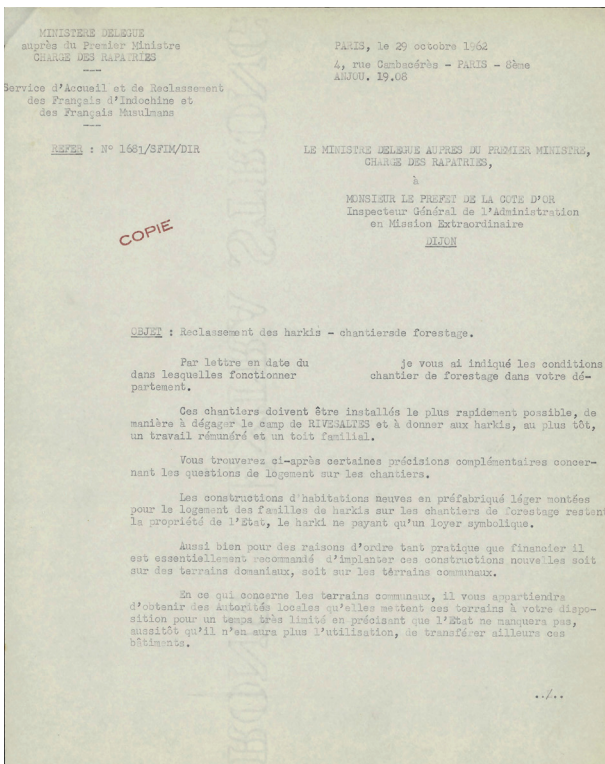 MINISTERE DELEGUE
auprès du Premier Ministre
CHARGE DES RAPATRIES
Service d'Accueil et de Reclassement
des Français d'Indochine et
des Français Musulmans
REFER : N° 1681/SFIM/DIR
PARIS, le 29 octobre 1962
4, rue Cambacérès - PARIS - 8ème
ANJOU. 19.08
LE MINISTRE DELEGUE AUPRES DU PREMIER MINISTRE,
CHARGE DES RAPATRIES,
à
MONSIEUR LE PREFET DE LA COTE D'OR
Inspecteur Général de l'Administration
en Mission Extraordinaire
DIJON
COPIE
OBJET : Reclassement des harkis - chantiersde forestage.
Par lettre en date du je vous ai indiqué les conditions
dans lesquelles fonctionner chantier de forestage dans votre dé-
partement.
Ces chantiers doivent être installés le plus rapidement possible, de
manière à dégager le camp de RIVESALTES et à donner aux harkis, au plus tôt,
un travail rémunéré et un toit familial.
Vous trouverez ci-après certaines précisions complémentaires concer-
nant les questions de logement sur les chantiers.
Les constructions d'habitations neuves en préfabriqué léger montées
pour le logement des familles de harkis sur les chantiers de forestage restent
la propriété de l'Etat, le harki ne payant qu'un loyer symbolique.
Aussi bien pour des raisons d'ordre tant pratique que financier il
est essentiellement recommandé d'implanter ces constructions nouvelles soit
sur des terrains domaniaux, soit sur les terrains communaux.
En ce qui concerne les terrains communaux, il vous appartiendra
d'obtenir des Autorités locales qu'elles mettent ces terrains à votre dispo-
sition pour un temps très limité en précisant que l'Etat ne manquera pas,
aussitôt qu'il n'en aura plus l'utilisation, de transférer ailleurs ces
bâtiments.
../..